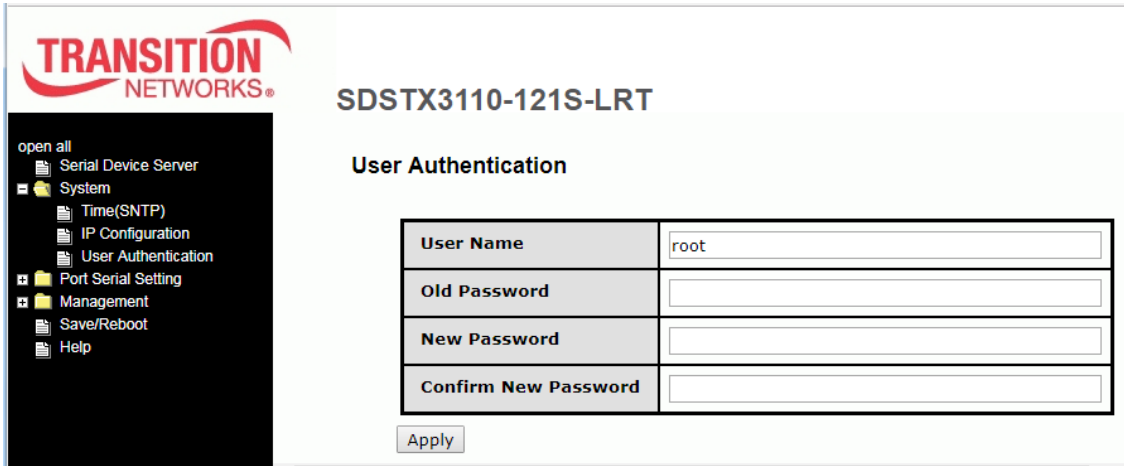 TRANSITION
NETWORKS®
SDSTX3110-121S-LRT
open all
Serial Device Server
System
Time(SNTP)
IP Configuration
User Authentication
Port Serial Setting
Management
Save/Reboot
Help
User Authentication
User Name
root
Old Password
New Password
Confirm New Password
Apply